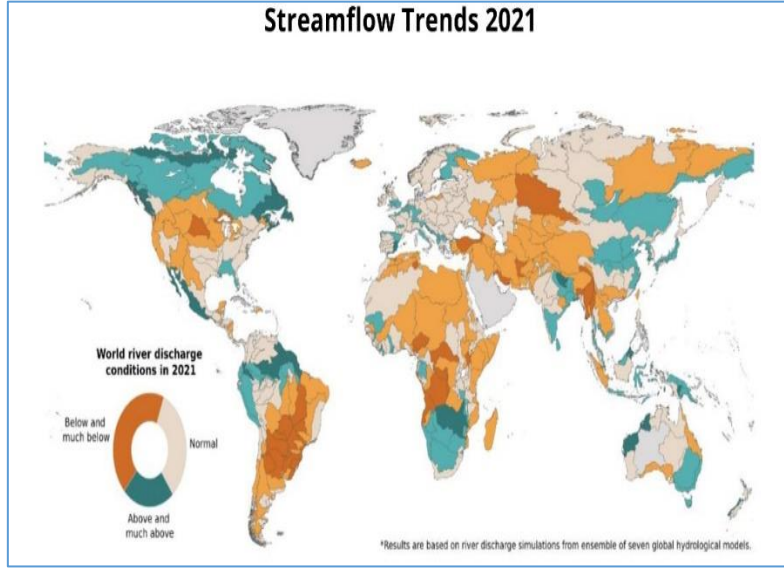 Streamflow Trends 2021
World river discharge
conditions in 2021
Below and
much below
Normal
Above and
much above
*Results are based on river discharge simulations from ensemble of seven global hydrological models.